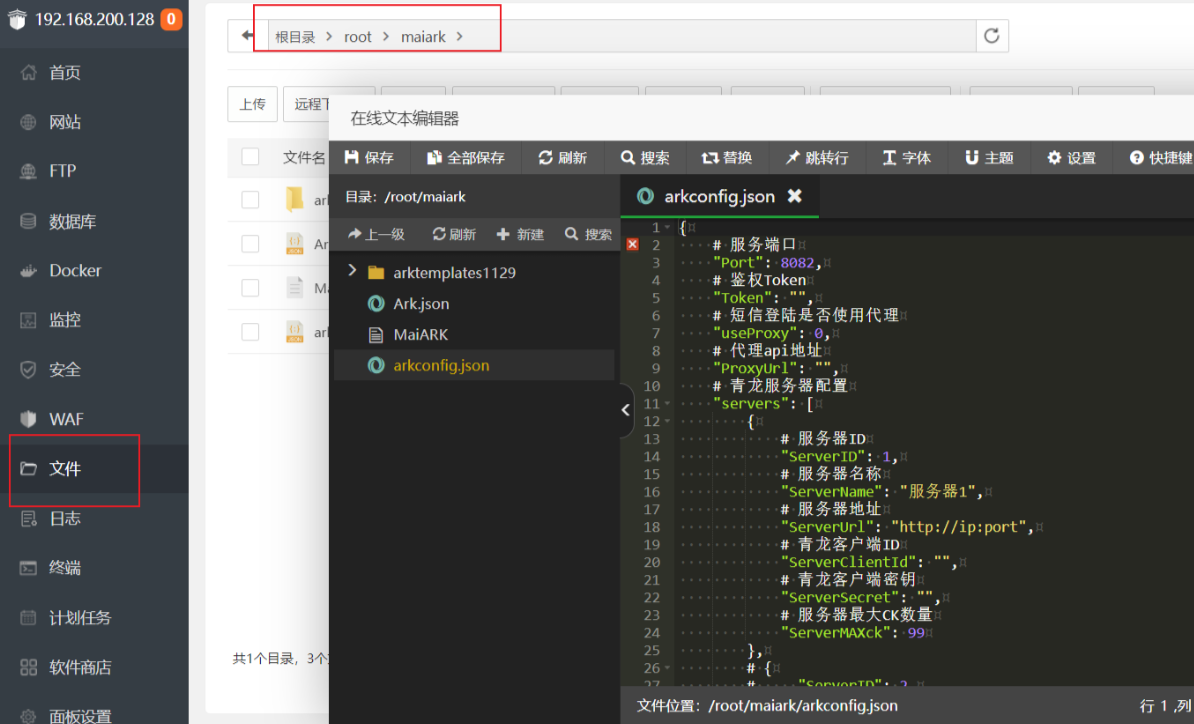 192.168.200.128 0
首页
网站
FTP
数据库
Docker
监控
安全
WAF
文件
日志
终端
计划任务
软件商店
面板设置
根目录 > root > maiark >
上传
文件名
共1个目录，3个
在线文本编辑器
保存 全部保存 刷新 搜索 替换 跳转行 字体 主题 设置 快捷键
目录：/root/maiark
上一级 刷新 新建 搜索
arktemplates1129
Ark.json
MaiARK
arkconfig.json
arkconfig.json
1 {
2 # 服务端口
3 "Port": 8082,
4 # 鉴权Token
5 "Token": "",
6 # 短信登陆是否使用代理
7 "useProxy": 0,
8 # 代理api地址
9 "ProxyUrl": "",
10 # 青龙服务器配置
11 "servers": [
12 {
13 # 服务器ID
14 "ServerID": 1,
15 # 服务器名称
16 "ServerName": "服务器1",
17 # 服务器地址
18 "ServerUrl": "http://ip:port",
19 # 青龙客户端ID
20 "ServerClientId": "",
21 # 青龙客户端密钥
22 "ServerSecret": "",
23 # 服务器最大CK数量
24 "ServerMAXck": 99
25 },
26 # {
27 # "ServerID": 2,
文件位置：/root/maiark/arkconfig.json
行 1 ,列